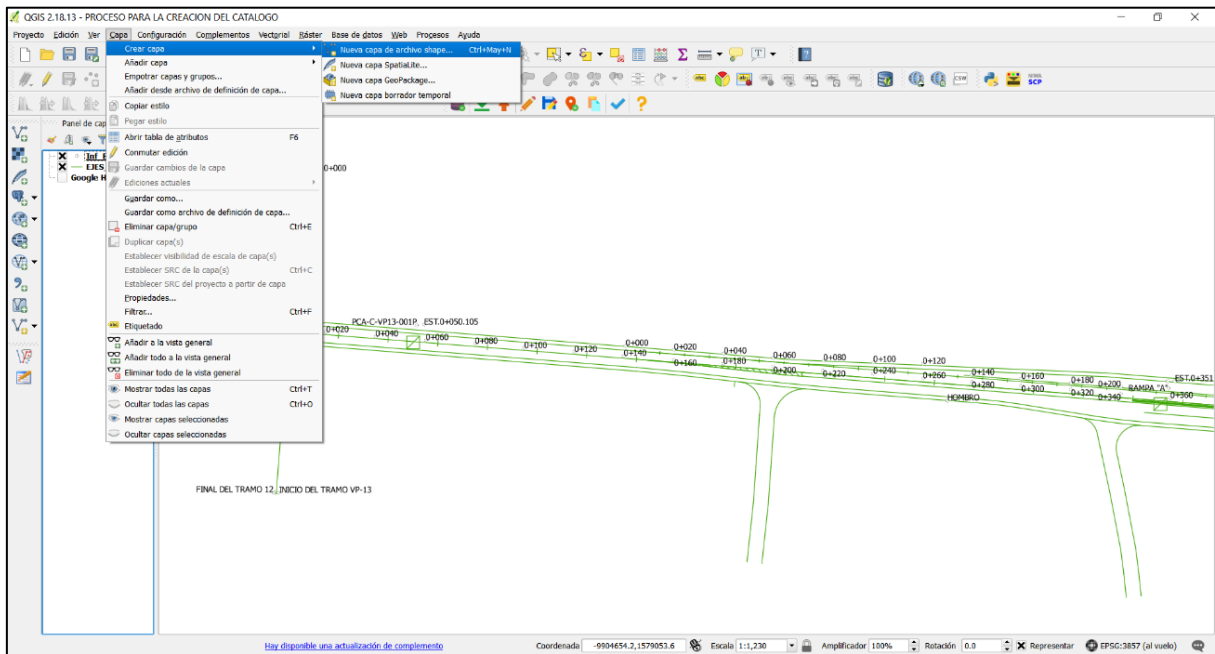 QGIS 2.18.13 - PROCESO PARA LA CREACION DEL CATALOGO
Proyecto Edición Ver Capa Configuración Complementos Vectorial Ráster Base de datos Web Procesos Ayuda
Crear capa
Nueva capa de archivo shape... Ctrl+May+N
Añadir capa
Nueva capa SpatiaLite...
Empotrar capas y grupos...
Nueva capa GeoPackage...
Añadir desde archivo de definición de capa...
Nueva capa borrador temporal
CSW
SCP
Copiar estilo
Panel de cap
Pegar estilo
Abrir tabla de atributos F6
Inf_E
Conmutar edición
EJES
Guardar cambios de la capa
0+000
Google H
Ediciones actuales
Guardar como...
Guardar como archivo de definición de capa...
Eliminar capa/grupo Ctrl+E
Duplicar capa(s)
Establecer visibilidad de escala de capa(s)
Establecer SRC de la capa(s) Ctrl+C
Establecer SRC del proyecto a partir de capa
Propiedades...
Filtrar... Ctrl+F
abc Etiquetado
Añadir a la vista general
Añadir todo a la vista general
Eliminar todo de la vista general
Mostrar todas las capas Ctrl+T
Ocultar todas las capas Ctrl+O
Mostrar capas seleccionadas
Ocultar capas seleccionadas
PCA-C-VP13-001P EST.0+050.105
0+020 0+040 0+060 0+080 0+100 0+120 0+140 0+160 0+180 0+200 0+220 0+240 0+260 0+280 0+300 0+320 0+340 0+360
0+000 0+020 0+040 0+060 0+080 0+100 0+120 0+140 0+160 0+180 0+200
RAMPA "A"
EST.0+351
HOMBRO
FINAL DEL TRAMO 12, INICIO DEL TRAMO VP-13
Hay disponible una actualización de complemento Coordenada -9904654.2,1579053.6 Escala 1:1,230 Amplificador 100% Rotación 0.0 Representar EPSG:3857 (al vuelo)